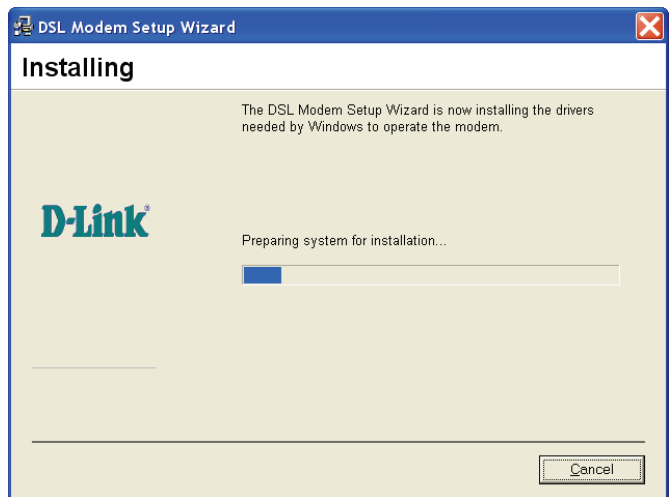 DSL Modem Setup Wizard
Installing
The DSL Modem Setup Wizard is now installing the drivers
needed by Windows to operate the modem.
D-Link®
Preparing system for installation...
Cancel